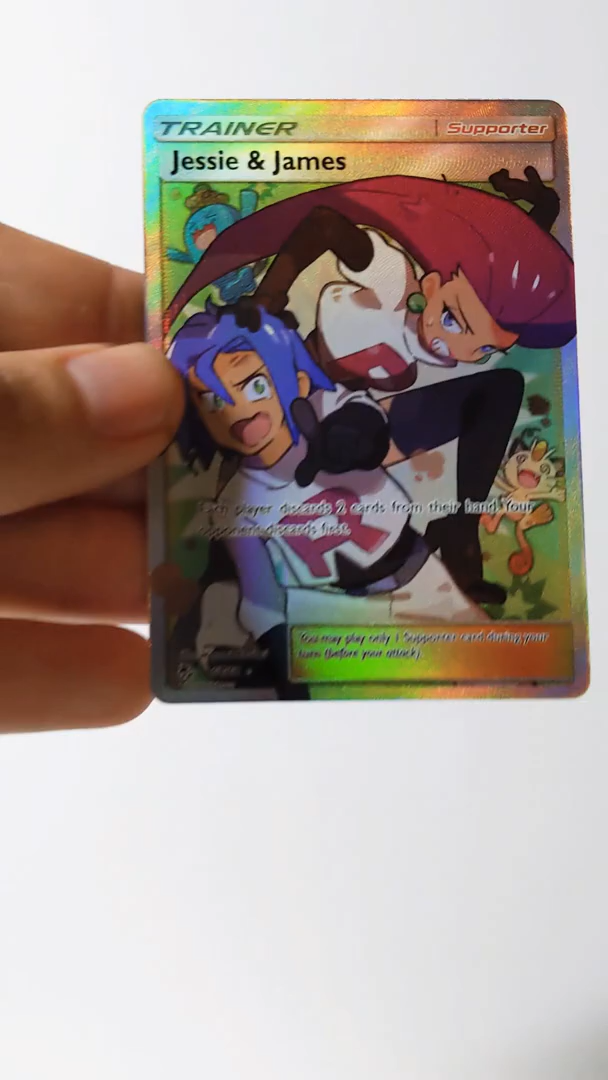 TRAINER
Supporter
Jessie & James
Each player discards 2 cards from their hand. Your
opponent discards first.
You may play only 1 Supporter card during your
turn (before your attack).